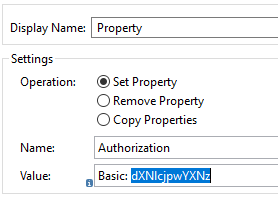 Display Name: Property
Settings
Operation: Set Property
Remove Property
Copy Properties
Name: Authorization
Value: Basic: dXNlcjpwYXNz